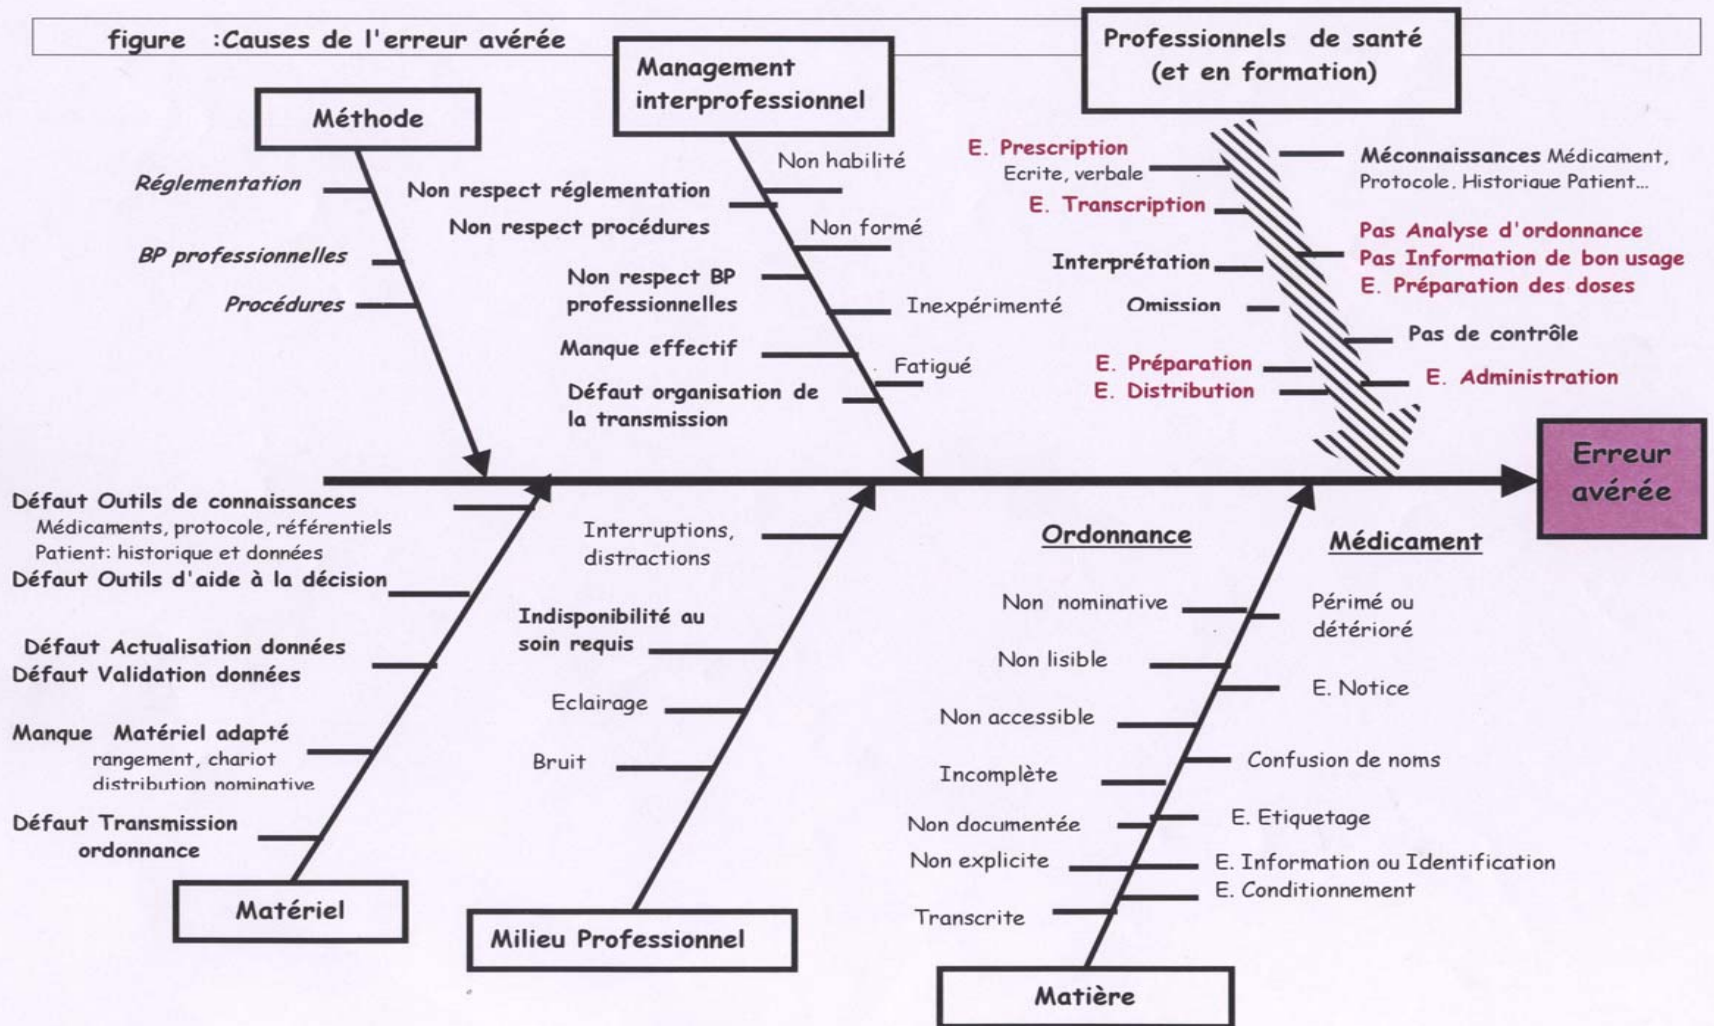 figure :Causes de l'erreur avérée
Méthode
Réglementation
BP professionnelles
Procédures
Management
interprofessionnel
Non habilité
Non respect réglementation
Non respect procédures
Non formé
Non respect BP
professionnelles
Inexpérimenté
Manque effectif
Fatigué
Défaut organisation de
la transmission
Professionnels de santé
(et en formation)
E. Prescription
Ecrite, verbale
E. Transcription
Interprétation
Omission
E. Préparation
E. Distribution
Méconnaissances Médicament,
Protocole. Historique Patient...
Pas Analyse d'ordonnance
Pas Information de bon usage
E. Préparation des doses
Pas de contrôle
E. Administration
Erreur
avérée
Défaut Outils de connaissances
Médicaments, protocole, référentiels
Patient: historique et données
Défaut Outils d'aide à la décision
Défaut Actualisation données
Défaut Validation données
Manque Matériel adapté
rangement, chariot
distribution nominative
Défaut Transmission
ordonnance
Matériel
Interruptions,
distractions
Indisponibilité au
soin requis
Eclairage
Bruit
Milieu Professionnel
Ordonnance
Non nominative
Non lisible
Non accessible
Incomplète
Non documentée
Non explicite
Transcrite
Médicament
Périmé ou
détérioré
E. Notice
Confusion de noms
E. Etiquetage
E. Information ou Identification
E. Conditionnement
Matière